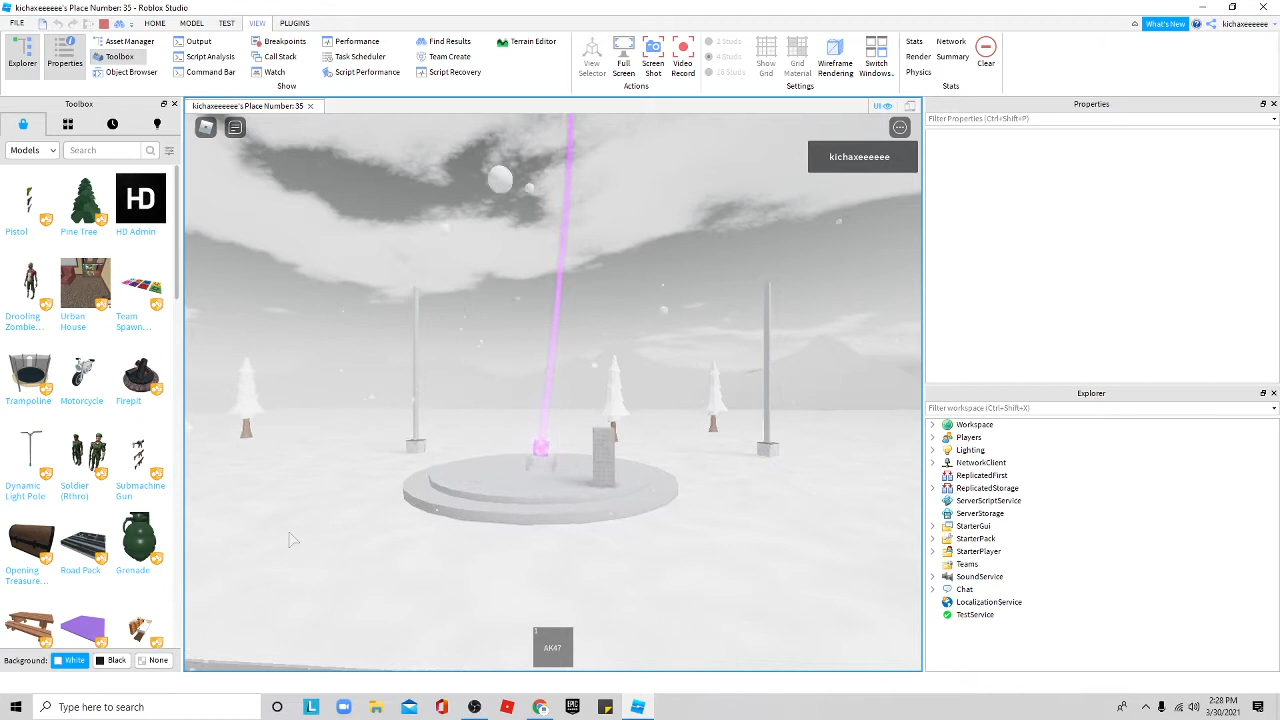 kichaxeeeeee's Place Number: 35 - Roblox Studio
FILE HOME MODEL TEST VIEW PLUGINS What's New kichaxeeeeee
Explorer Properties Asset Manager Toolbox Object Browser
Output Script Analysis Command Bar
Breakpoints Call Stack Watch
Performance Task Scheduler Script Performance
Find Results Team Create Script Recovery
Terrain Editor
Show
View Selector Full Screen Screen Shot Video Record
Actions
2 Studs 4 Studs 16 Studs
Show Grid Grid Material Wireframe Rendering Switch Windows...
Settings
Stats Network
Render Summary
Physics
Clear
Stats
Toolbox
kichaxeeeeee's Place Number: 35
UI
Properties
Filter Properties (Ctrl+Shift+P)
Models Search
kichaxeeeeee
HD
Pistol Pine Tree HD Admin
Drooling Zombie... Urban House Team Spawn...
Trampoline Motorcycle Firepit
Dynamic Light Pole Soldier (Rthro) Submachine Gun
Opening Treasure... Road Pack Grenade
Background: White Black None
1
AK47
Explorer
Filter workspace (Ctrl+Shift+X)
Workspace
Players
Lighting
NetworkClient
ReplicatedFirst
ReplicatedStorage
ServerScriptService
ServerStorage
StarterGui
StarterPack
StarterPlayer
Teams
SoundService
Chat
LocalizationService
TestService
Type here to search
L
EPIC GAMES
2:28 PM
3/30/2021